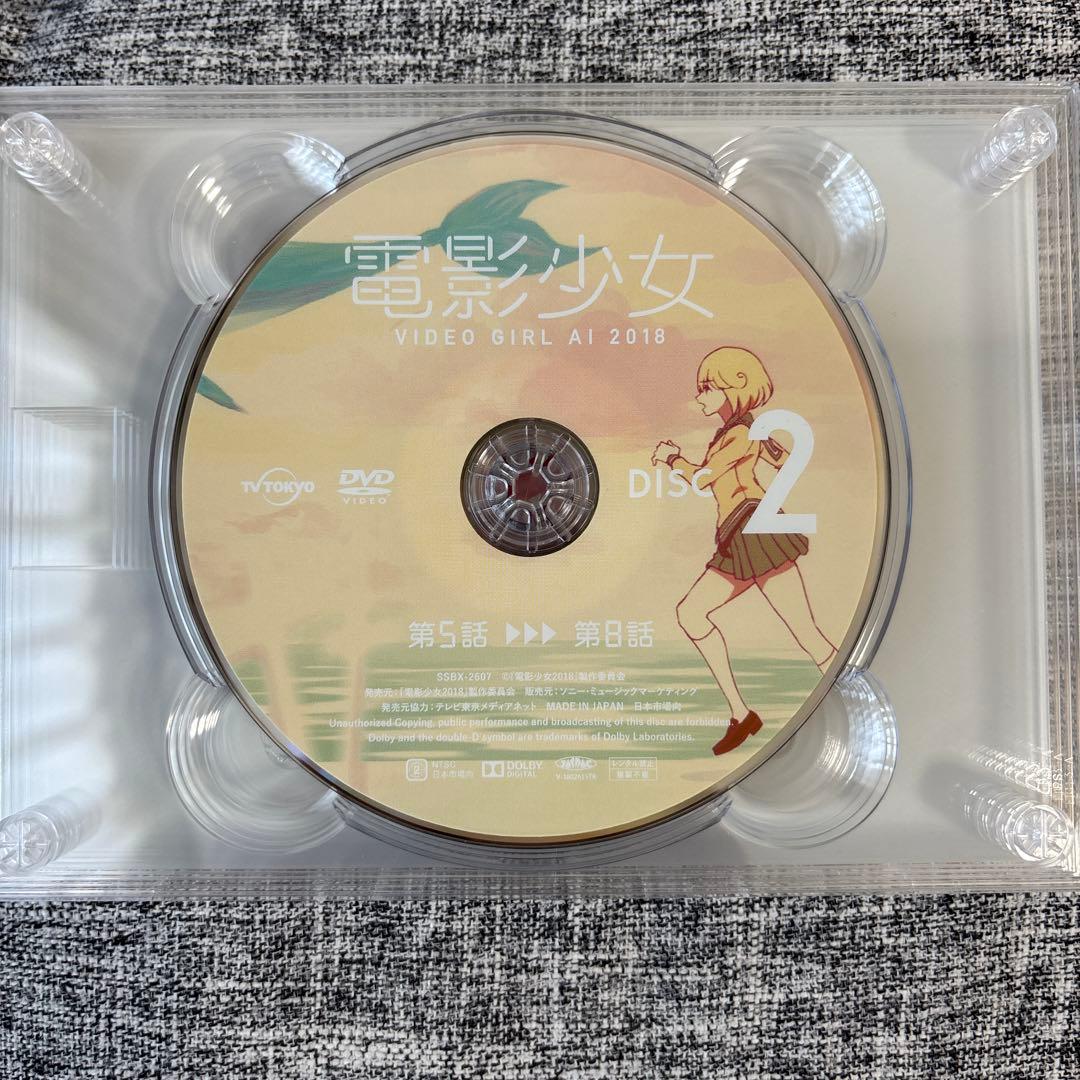 電影少女
VIDEO GIRL AI 2018
TV TOKYO
DVD
VIDEO
DISC 2
第5話 ▶▶▶ 第8話
SSBX-2607 ©『電影少女2018』製作委員会
発売元:『電影少女2018』製作委員会 販売元:ソニー・ミュージックマーケティング
発売元協力:テレビ東京メディアネット MADE IN JAPAN 日本市場向
Unauthorized Copying, public performance and broadcasting of this disc are forbidden.
Dolby and the double-D symbol are trademarks of Dolby Laboratories.
2 NTSC
日本市場向
DOLBY
DIGITAL
レンタル禁止
複製不能